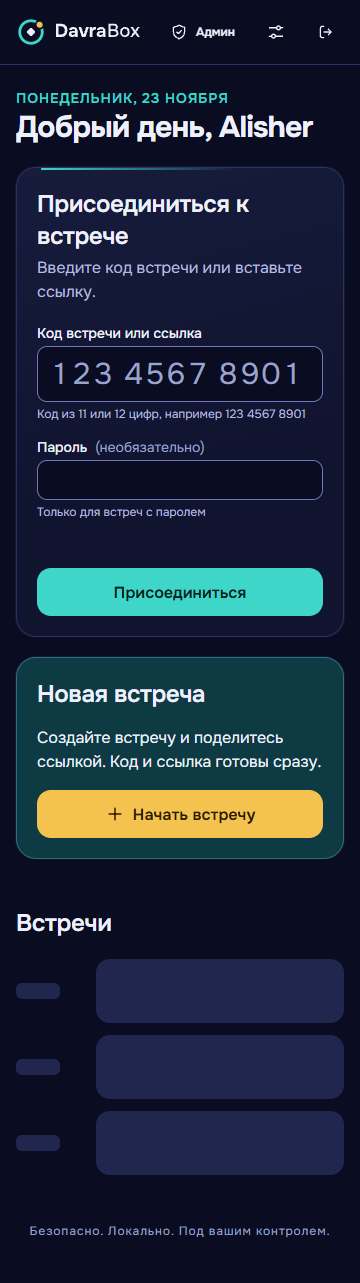 DavraBox
Админ
ПОНЕДЕЛЬНИК, 23 НОЯБРЯ
Добрый день, Alisher
Присоединиться к
встрече
Введите код встречи или вставьте
ссылку.
Код встречи или ссылка
123 4567 8901
Код из 11 или 12 цифр, например 123 4567 8901
Пароль (необязательно)
Только для встреч с паролем
Присоединиться
Новая встреча
Создайте встречу и поделитесь
ссылкой. Код и ссылка готовы сразу.
Начать встречу
Встречи
Безопасно. Локально. Под вашим контролем.